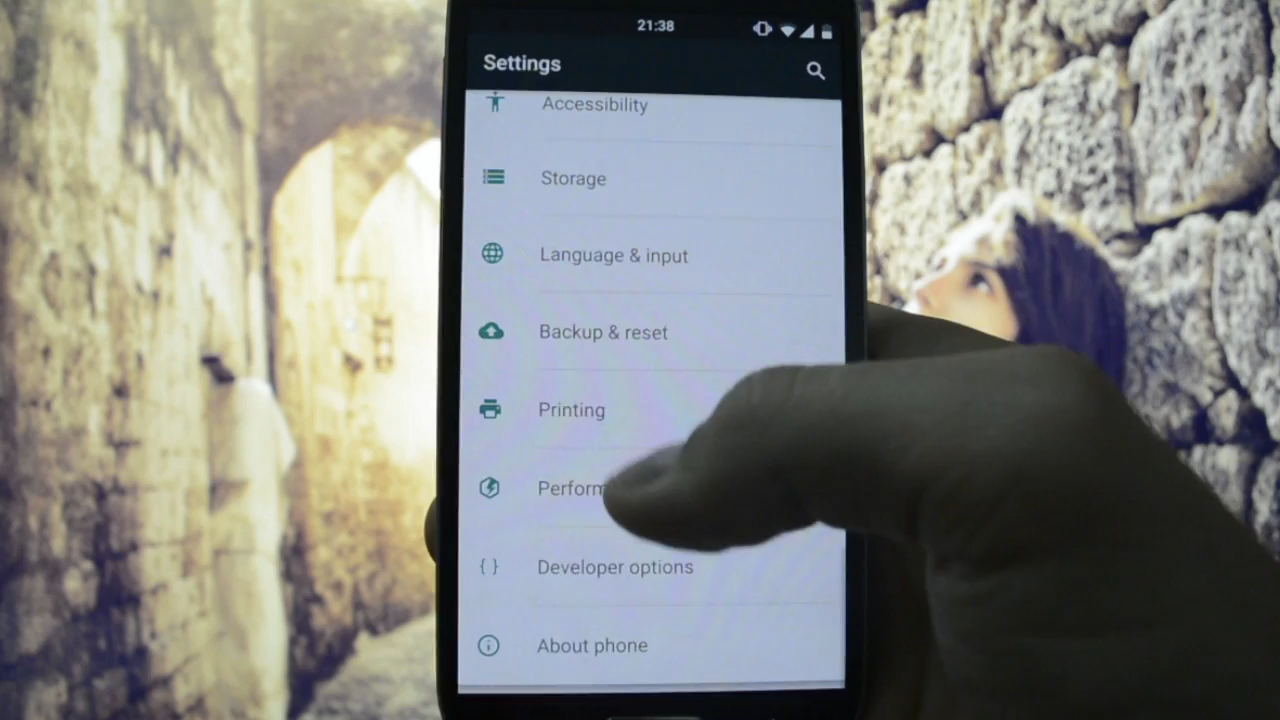 21:38
Settings
Accessibility
Storage
Language & input
Backup & reset
Printing
Perform
Developer options
About phone